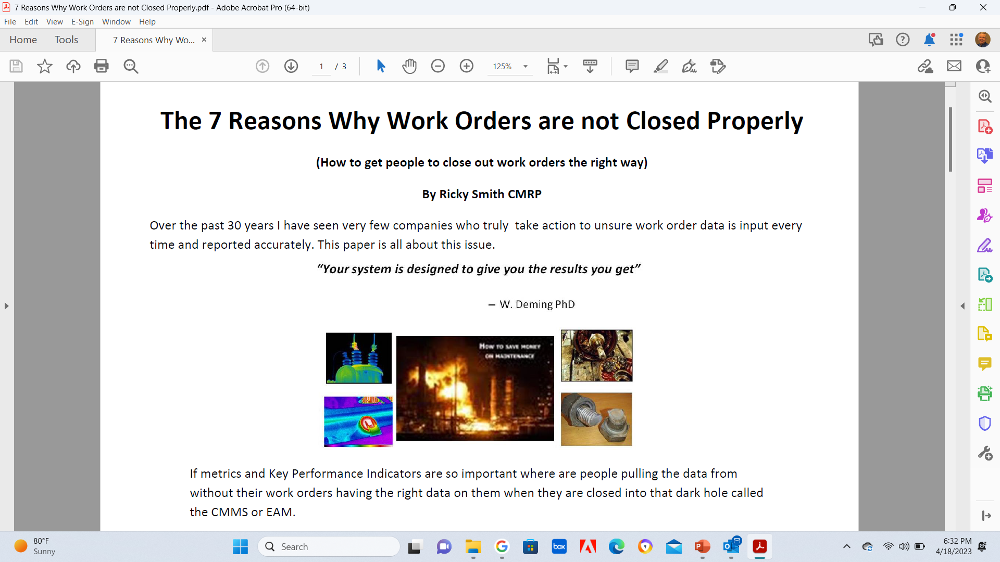 7 Reasons Why Work Orders are not Closed Properly.pdf - Adobe Acrobat Pro (64-bit)
File Edit View E-Sign Window Help
Home Tools 7 Reasons Why Wo...
1 / 3 125%
The 7 Reasons Why Work Orders are not Closed Properly
(How to get people to close out work orders the right way)
By Ricky Smith CMRP
Over the past 30 years I have seen very few companies who truly take action to unsure work order data is input every
time and reported accurately. This paper is all about this issue.
“Your system is designed to give you the results you get”
– W. Deming PhD
HOW TO SAVE MONEY
ON MAINTENANCE
If metrics and Key Performance Indicators are so important where are people pulling the data from
without their work orders having the right data on them when they are closed into that dark hole called
the CMMS or EAM.
80°F
Sunny
Search
box
6:32 PM
4/18/2023